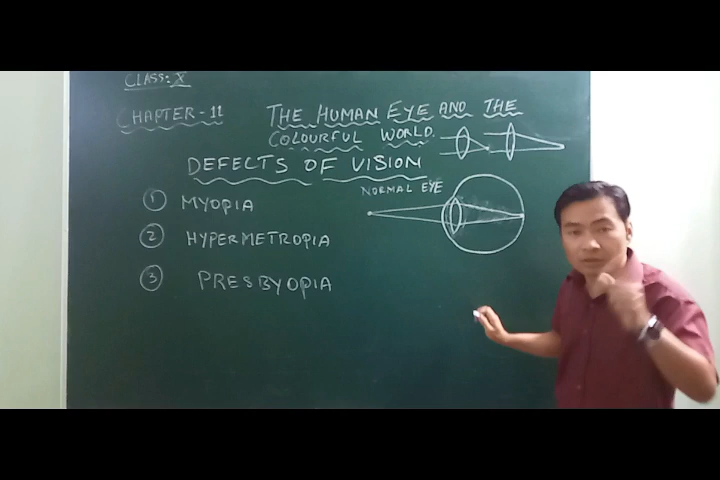 CLASS: X
CHAPTER-11 THE HUMAN EYE AND THE
COLOURFUL WORLD.
DEFECTS OF VISION
NORMAL EYE
1 MYOPIA
2 HYPERMETROPIA
3 PRESBYOPIA